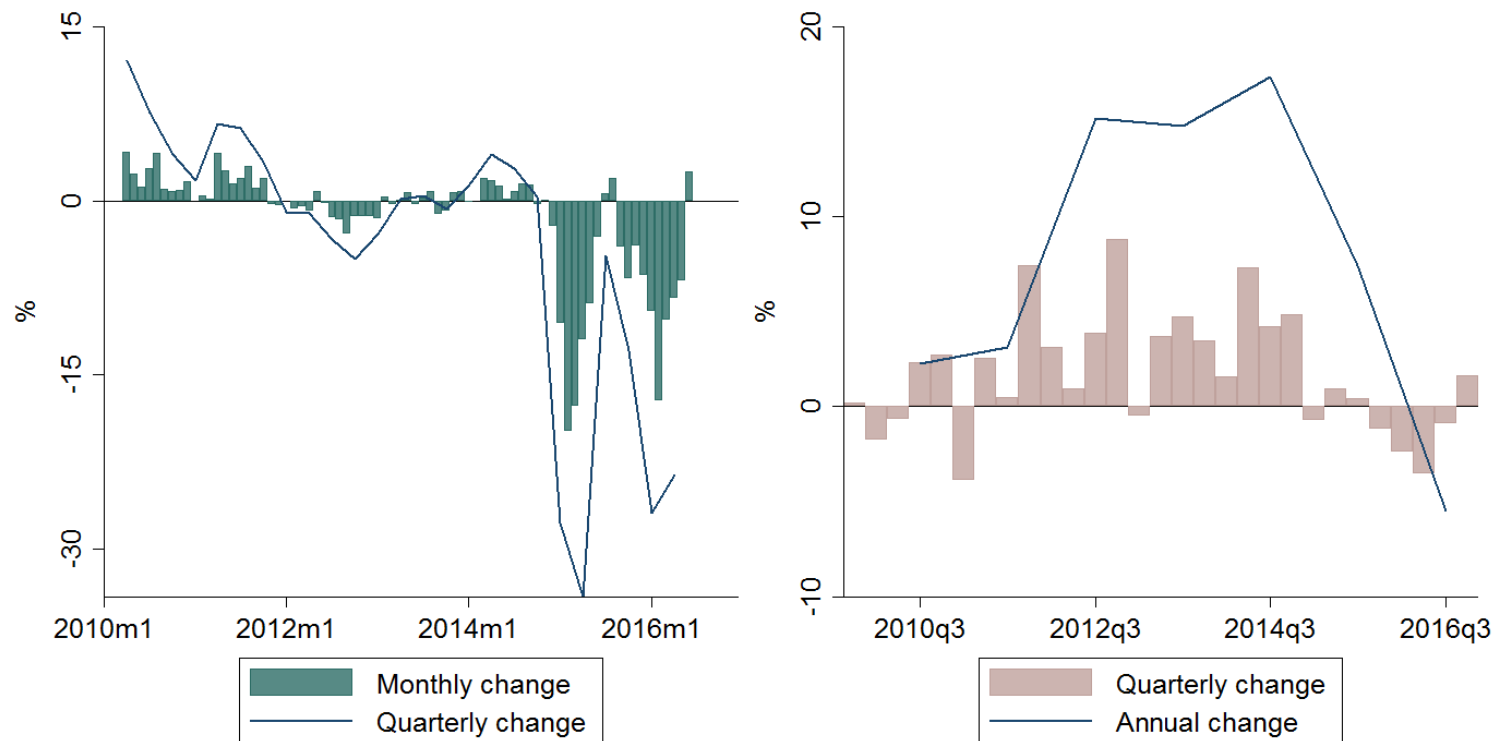 15
0
-15
-30
%
2010m1 2012m1 2014m1 2016m1
Monthly change
Quarterly change
20
10
0
-10
%
2010q3 2012q3 2014q3 2016q3
Quarterly change
Annual change